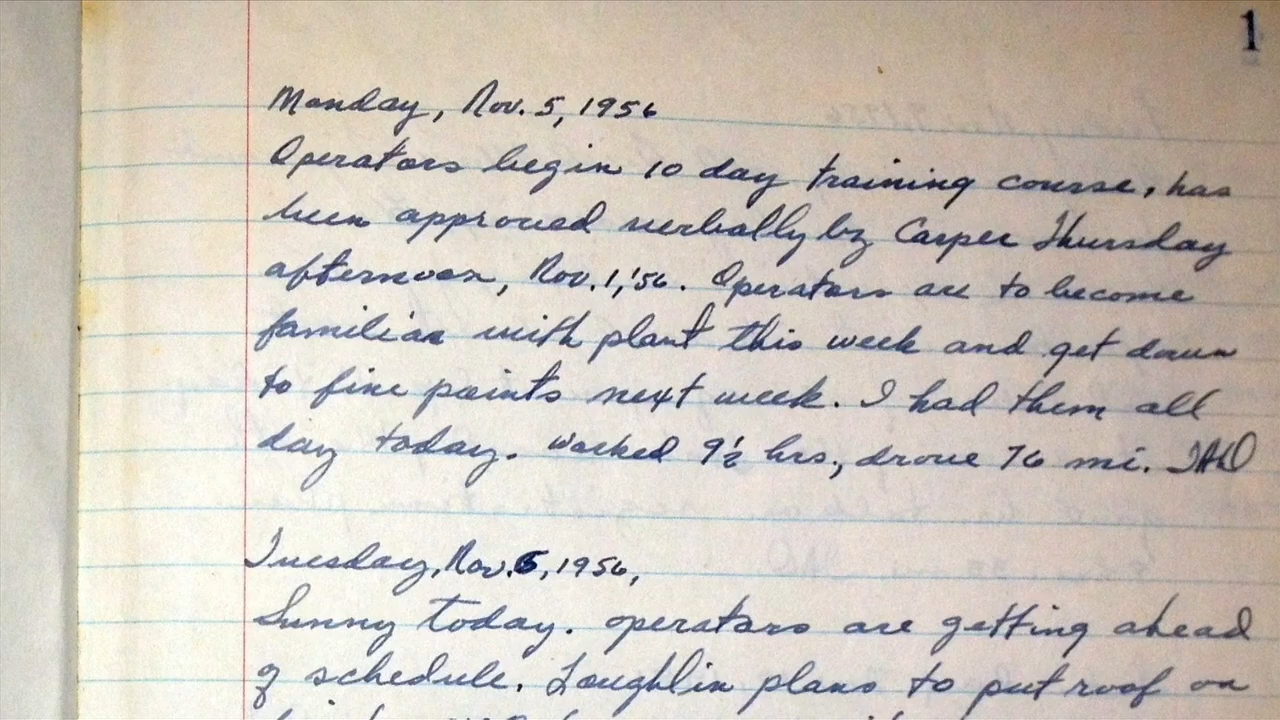 1
Monday, Nov. 5, 1956
Operators begin 10 day training course, has
been approved verbally by Casper Thursday
afternoon, Nov. 1, '56. Operators are to become
familiar with plant this week and get down
to fine points next week. I had them all
day today. Worked 9½ hrs., drove 76 mi.
Tuesday, Nov. 6, 1956,
Sunny today. operators are getting ahead
of schedule. Loughlin plans to put roof on